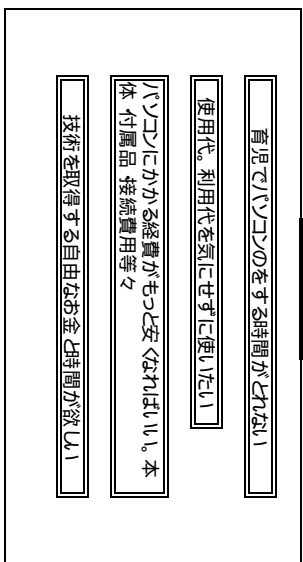 育児でパソコンのをする時間がとれない
使用代。利用代を気にせずに使いたい
パソコンにかかる経費がもっと安くなればいい。本
体・付属品・接続費用等々
技術を取得する自由なお金と時間が欲しい